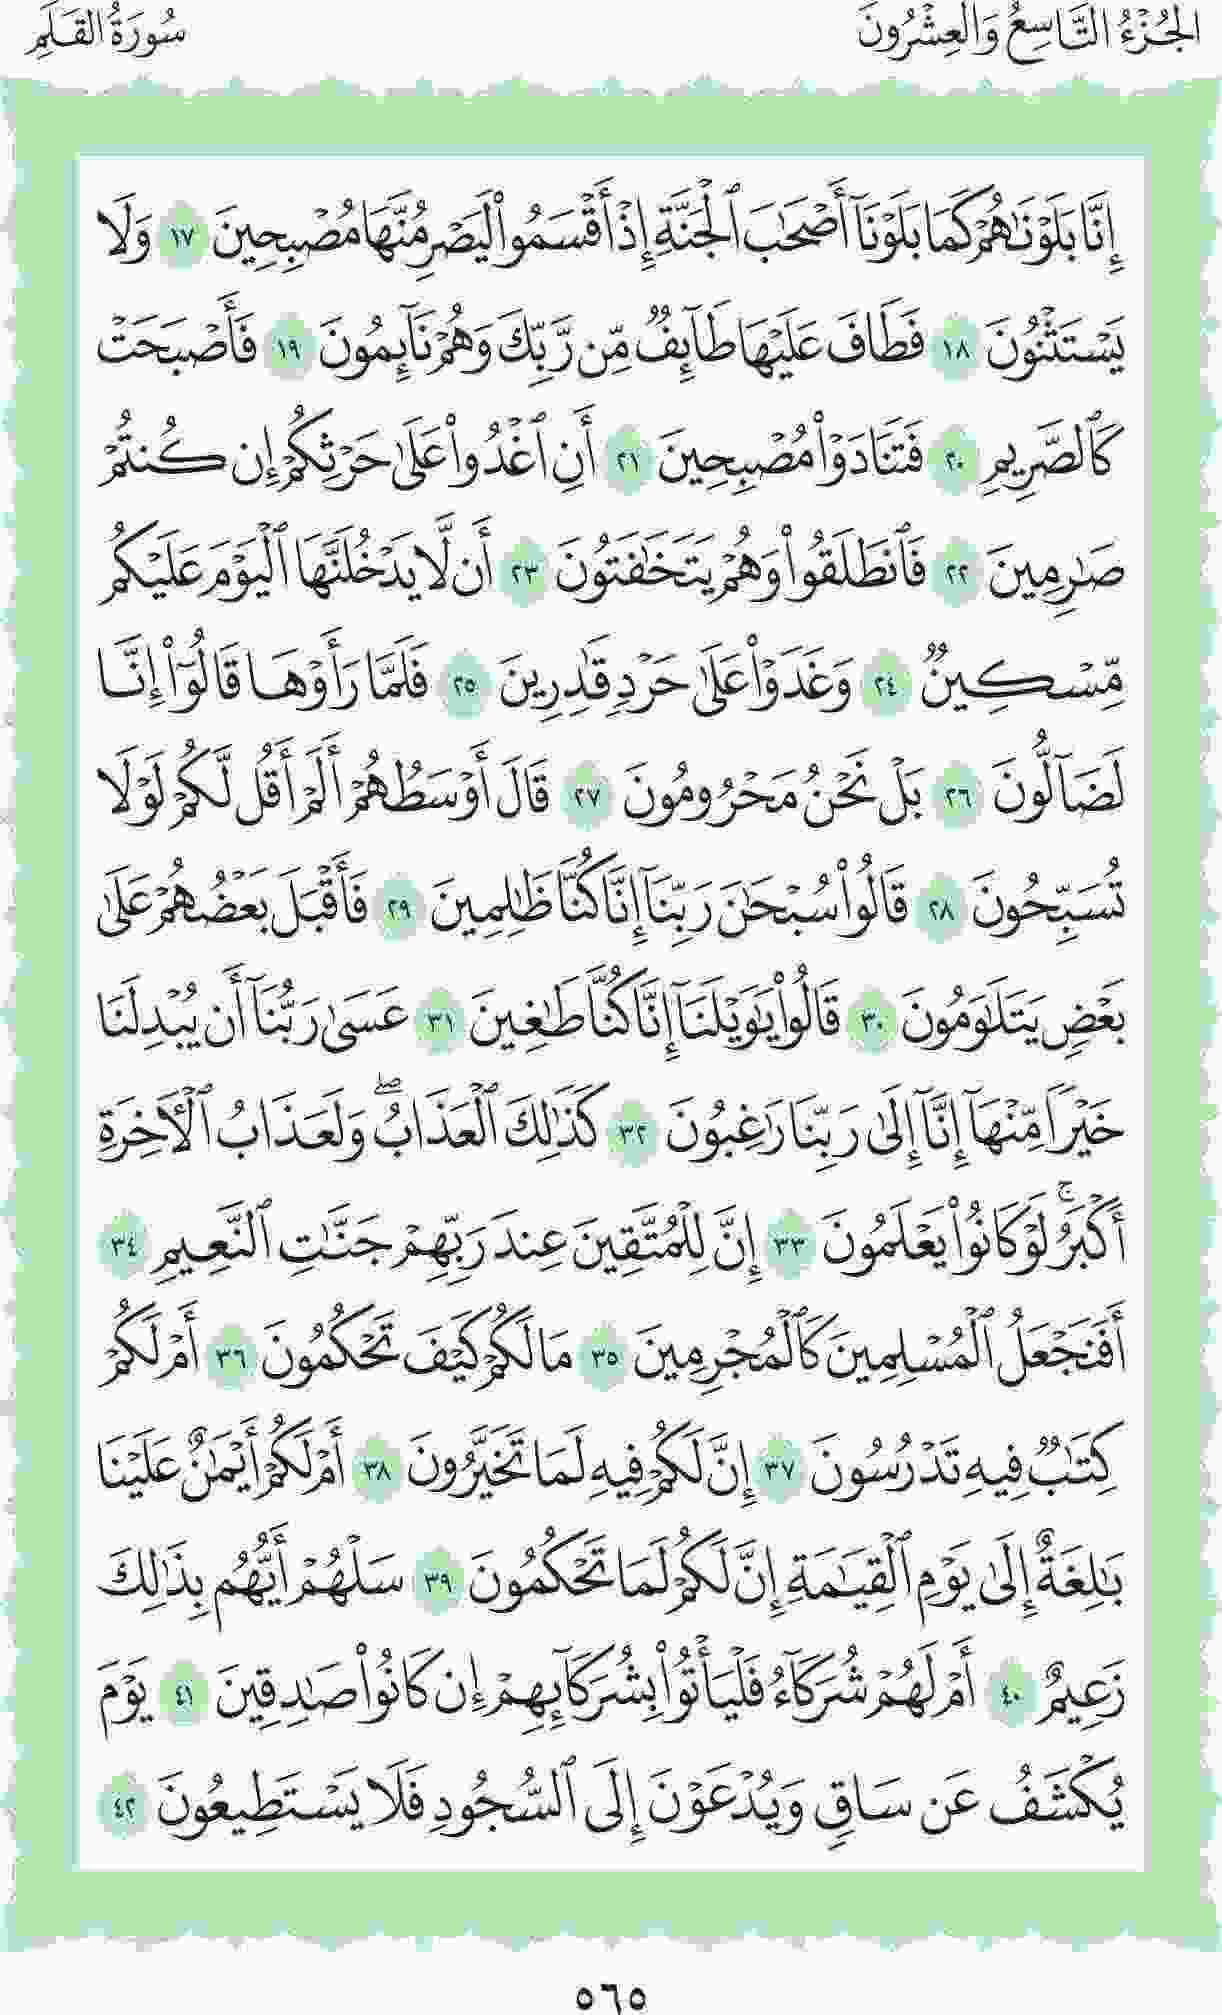 الجُزْءُ التَّاسِعُ وَالعِشْرُونَ
سُورَةُ القَلَمِ
إِنَّا بَلَوْنَٰهُمْ كَمَا بَلَوْنَآ أَصْحَٰبَ ٱلْجَنَّةِ إِذْ أَقْسَمُوا۟ لَيَصْرِمُنَّهَا مُصْبِحِينَ ١٧ وَلَا
يَسْتَثْنُونَ ١٨ فَطَافَ عَلَيْهَا طَآئِفٌ مِّن رَّبِّكَ وَهُمْ نَآئِمُونَ ١٩ فَأَصْبَحَتْ
كَٱلصَّرِيمِ ٢٠ فَتَنَادَوْا۟ مُصْبِحِينَ ٢١ أَنِ ٱغْدُوا۟ عَلَىٰ حَرْثِكُمْ إِن كُنتُمْ
صَٰرِمِينَ ٢٢ فَٱنطَلَقُوا۟ وَهُمْ يَتَخَٰفَتُونَ ٢٣ أَن لَّا يَدْخُلَنَّهَا ٱلْيَوْمَ عَلَيْكُم
مِّسْكِينٌ ٢٤ وَغَدَوْا۟ عَلَىٰ حَرْدٍ قَٰدِرِينَ ٢٥ فَلَمَّا رَأَوْهَا قَالُوٓا۟ إِنَّا
لَضَآلُّونَ ٢٦ بَلْ نَحْنُ مَحْرُومُونَ ٢٧ قَالَ أَوْسَطُهُمْ أَلَمْ أَقُل لَّكُمْ لَوْلَا
تُسَبِّحُونَ ٢٨ قَالُوا۟ سُبْحَٰنَ رَبِّنَآ إِنَّا كُنَّا ظَٰلِمِينَ ٢٩ فَأَقْبَلَ بَعْضُهُمْ عَلَىٰ
بَعْضٍ يَتَلَٰوَمُونَ ٣٠ قَالُوا۟ يَٰوَيْلَنَآ إِنَّا كُنَّا طَٰغِينَ ٣١ عَسَىٰ رَبُّنَآ أَن يُبْدِلَنَا
خَيْرًا مِّنْهَآ إِنَّآ إِلَىٰ رَبِّنَا رَٰغِبُونَ ٣٢ كَذَٰلِكَ ٱلْعَذَابُ ۖ وَلَعَذَابُ ٱلْءَاخِرَةِ
أَكْبَرُ ۚ لَوْ كَانُوا۟ يَعْلَمُونَ ٣٣ إِنَّ لِلْمُتَّقِينَ عِندَ رَبِّهِمْ جَنَّٰتِ ٱلنَّعِيمِ ٣٤
أَفَنَجْعَلُ ٱلْمُسْلِمِينَ كَٱلْمُجْرِمِينَ ٣٥ مَا لَكُمْ كَيْفَ تَحْكُمُونَ ٣٦ أَمْ لَكُمْ
كِتَٰبٌ فِيهِ تَدْرُسُونَ ٣٧ إِنَّ لَكُمْ فِيهِ لَمَا تَخَيَّرُونَ ٣٨ أَمْ لَكُمْ أَيْمَٰنٌ عَلَيْنَا
بَٰلِغَةٌ إِلَىٰ يَوْمِ ٱلْقِيَٰمَةِ إِنَّ لَكُمْ لَمَا تَحْكُمُونَ ٣٩ سَلْهُمْ أَيُّهُم بِذَٰلِكَ
زَعِيمٌ ٤٠ أَمْ لَهُمْ شُرَكَآءُ فَلْيَأْتُوا۟ بِشُرَكَآئِهِمْ إِن كَانُوا۟ صَٰدِقِينَ ٤١ يَوْمَ
يُكْشَفُ عَن سَاقٍ وَيُدْعَوْنَ إِلَى ٱلسُّجُودِ فَلَا يَسْتَطِيعُونَ ٤٢
٥٦٥